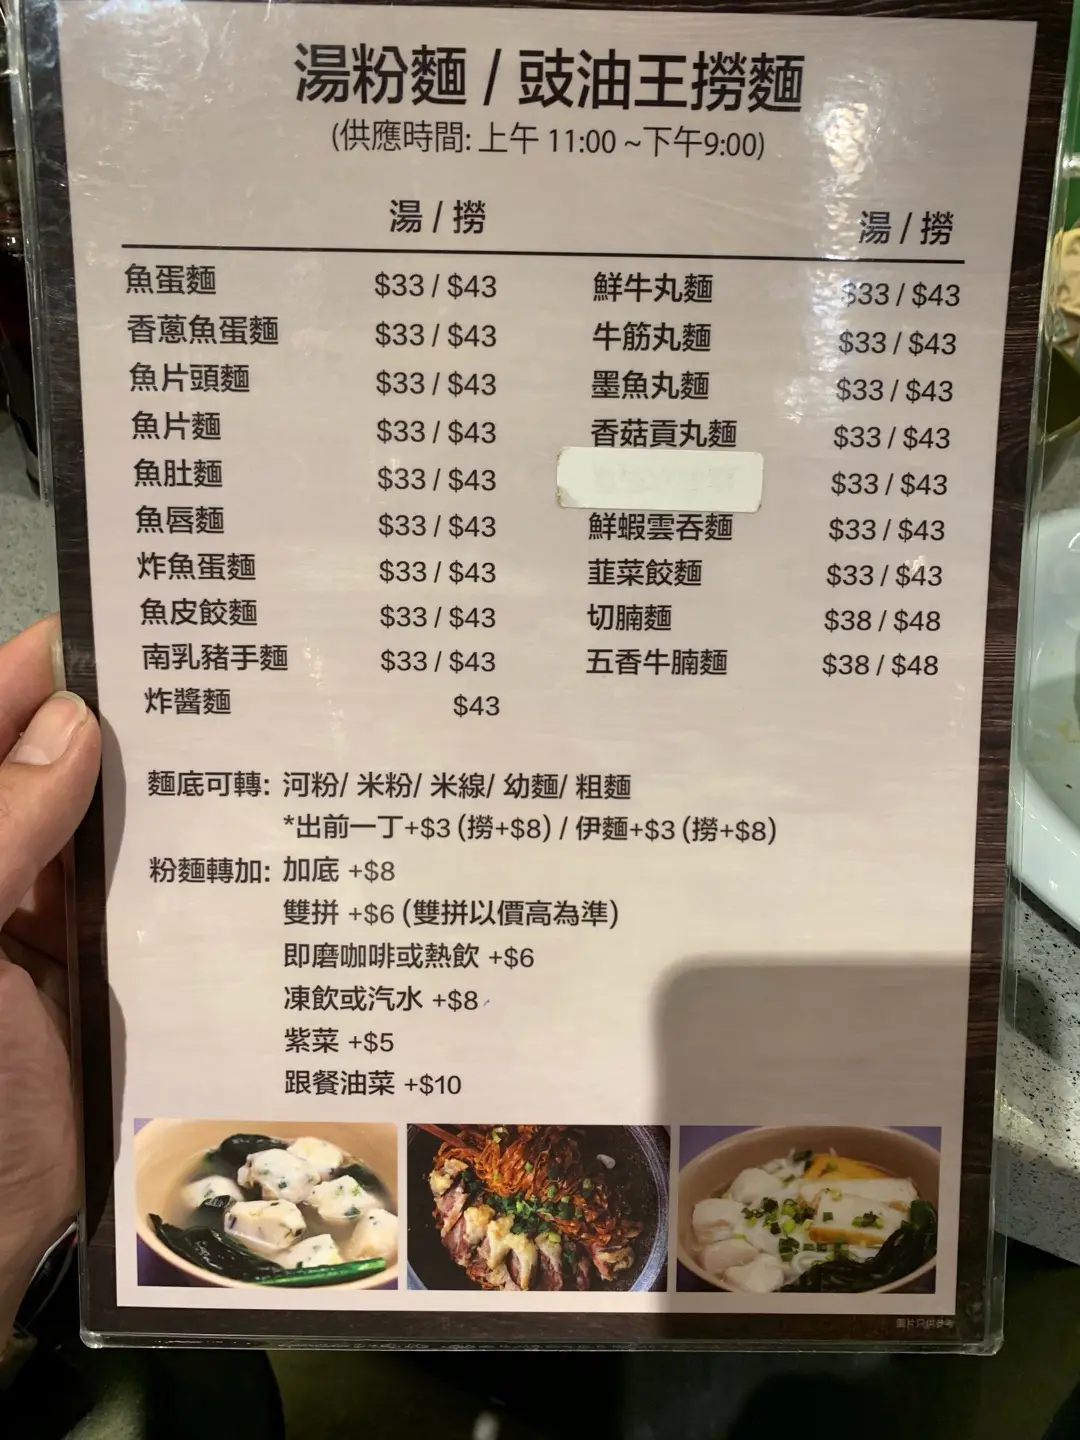 湯粉麵 / 豉油王撈麵
(供應時間: 上午 11:00 ~下午9:00)
湯 / 撈
湯 / 撈
魚蛋麵 $33 / $43
香蔥魚蛋麵 $33 / $43
魚片頭麵 $33 / $43
魚片麵 $33 / $43
魚肚麵 $33 / $43
魚唇麵 $33 / $43
炸魚蛋麵 $33 / $43
魚皮餃麵 $33 / $43
南乳豬手麵 $33 / $43
炸醬麵 $43
鮮牛丸麵 $33 / $43
牛筋丸麵 $33 / $43
墨魚丸麵 $33 / $43
香菇貢丸麵 $33 / $43
$33 / $43
鮮蝦雲吞麵 $33 / $43
韮菜餃麵 $33 / $43
切腩麵 $38 / $48
五香牛腩麵 $38 / $48
麵底可轉: 河粉/ 米粉/ 米線/ 幼麵/ 粗麵
*出前一丁+$3 (撈+$8) / 伊麵+$3 (撈+$8)
粉麵轉加: 加底 +$8
雙拼 +$6 (雙拼以價高為準)
即磨咖啡或熱飲 +$6
凍飲或汽水 +$8
紫菜 +$5
跟餐油菜 +$10
圖片只供參考